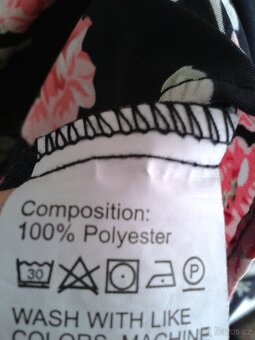 Composition:
100% Polyester
30
P
WASH WITH LIKE
COLORS. MACHINE